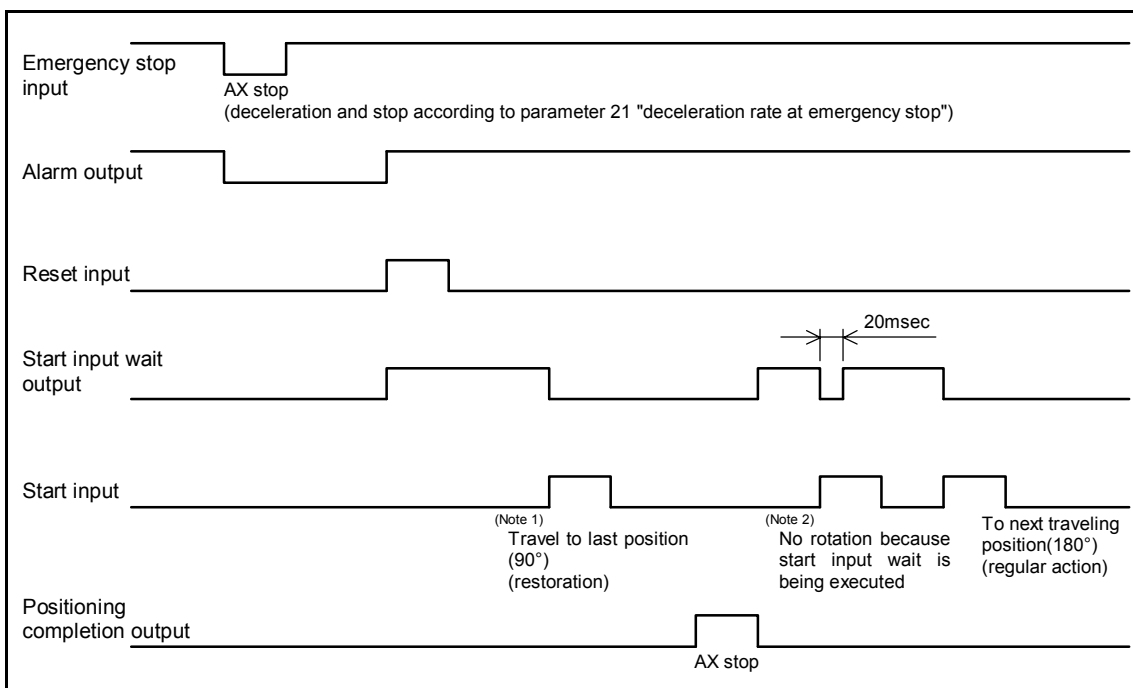 Emergency stop
input
AX stop
(deceleration and stop according to parameter 21 "deceleration rate at emergency stop")
Alarm output
Reset input
20msec
Start input wait
output
Start input
(Note 1)
Travel to last position
(90°)
(restoration)
(Note 2)
No rotation because
start input wait is
being executed
To next traveling
position(180°)
(regular action)
Positioning
completion output
AX stop